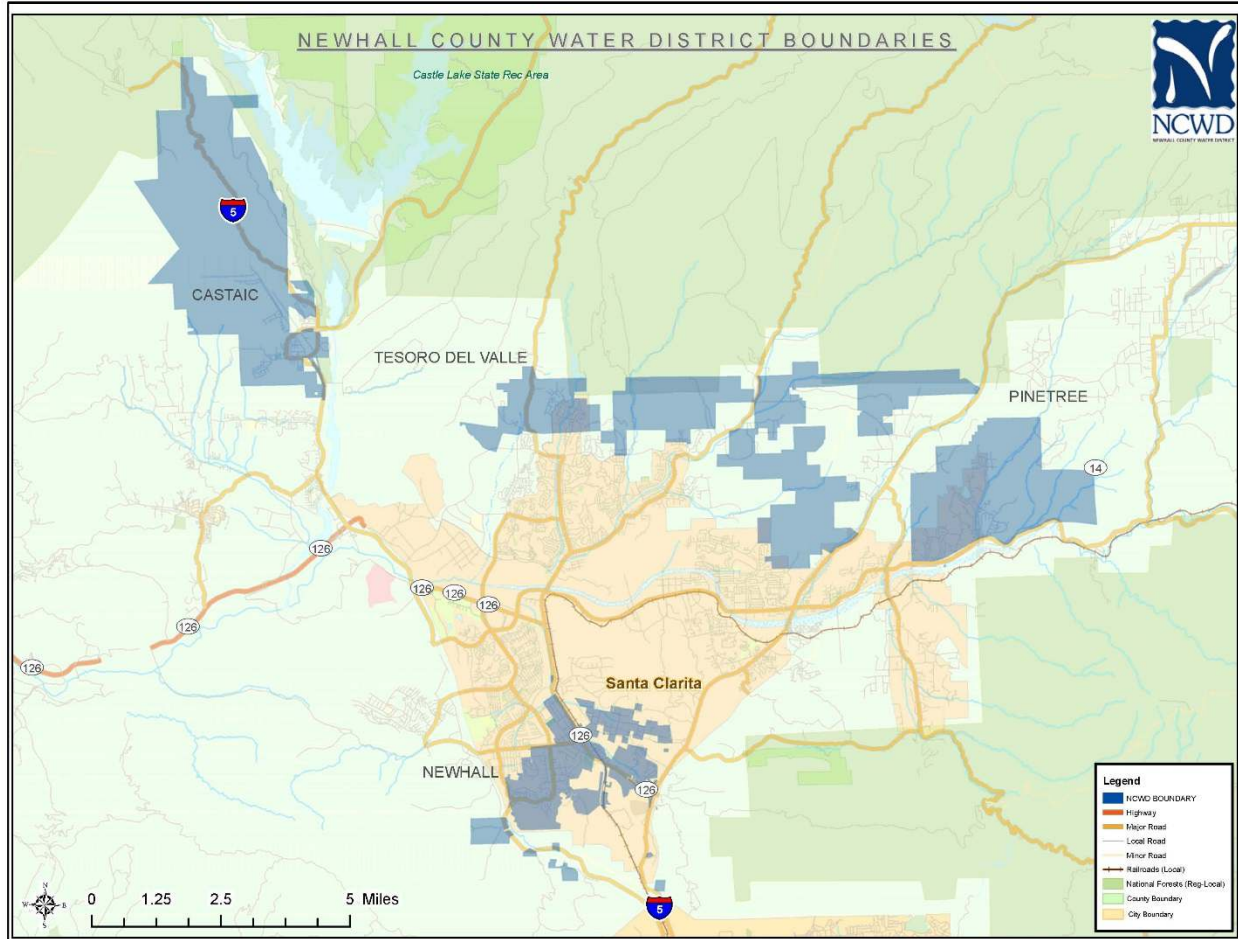 NEWHALL COUNTY WATER DISTRICT BOUNDARIES
Castle Lake State Rec Area
NCWD
NEWHALL COUNTY WATER DISTRICT
5
CASTAIC
TESORO DEL VALLE
PINETREE
14
126
126
126
126
126
126
Santa Clarita
126
NEWHALL
126
5
Legend
NCWD BOUNDARY
Highway
Major Road
Local Road
Minor Road
Railroads (Local)
National Forests (Reg-Local)
County Boundary
City Boundary
N
W
E
S
0 1.25 2.5 5 Miles